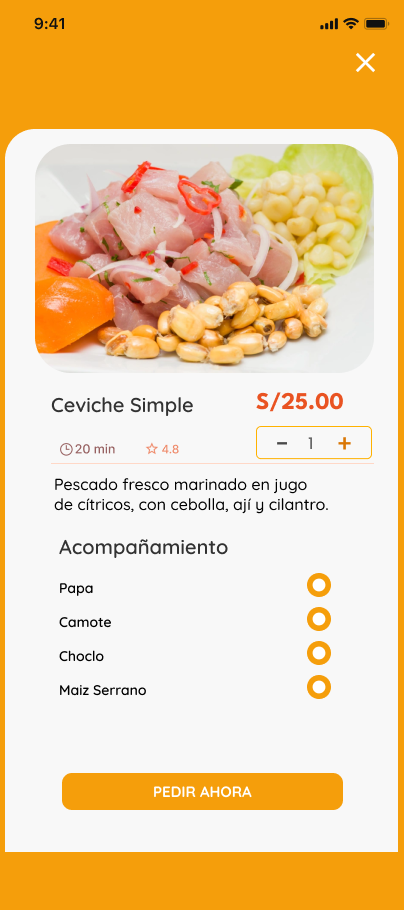 9:41
Ceviche Simple
S/25.00
20 min
4.8
1
Pescado fresco marinado en jugo
de cítricos, con cebolla, ají y cilantro.
Acompañamiento
Papa
Camote
Choclo
Maiz Serrano
PEDIR AHORA